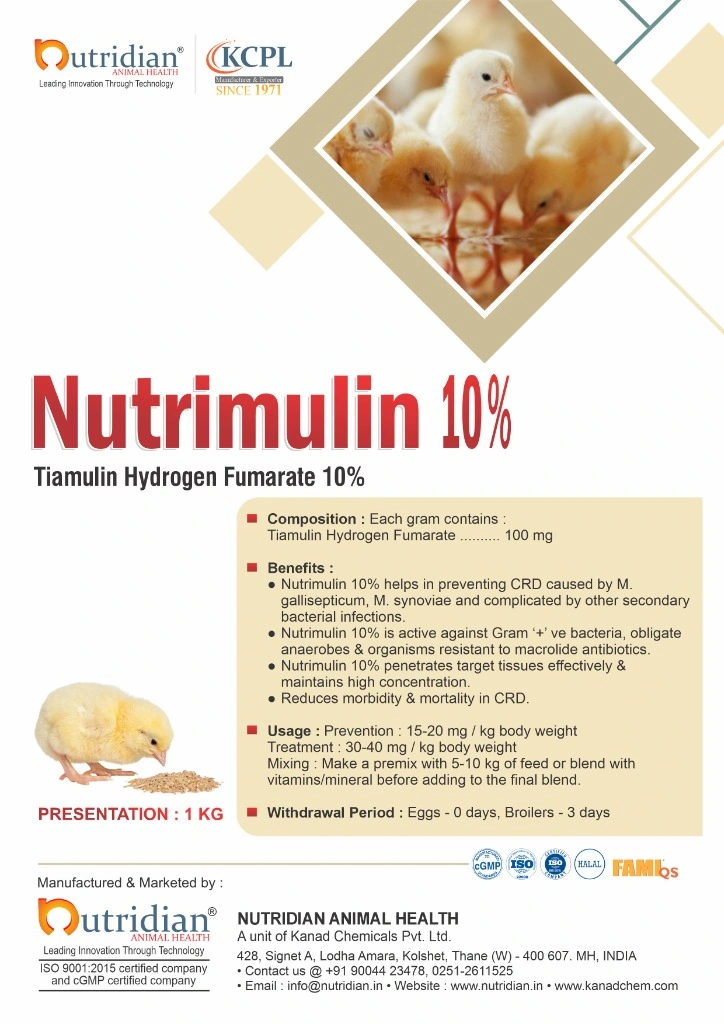 Nutridian®
ANIMAL HEALTH
Leading Innovation Through Technology
KCPL
Manufacturer & Exporter
SINCE 1971
Nutrimulin 10%
Tiamulin Hydrogen Fumarate 10%
Composition : Each gram contains :
Tiamulin Hydrogen Fumarate .......... 100 mg
Benefits :
● Nutrimulin 10% helps in preventing CRD caused by M.
gallisepticum, M. synoviae and complicated by other secondary
bacterial infections.
● Nutrimulin 10% is active against Gram ‘+’ ve bacteria, obligate
anaerobes & organisms resistant to macrolide antibiotics.
● Nutrimulin 10% penetrates target tissues effectively &
maintains high concentration.
● Reduces morbidity & mortality in CRD.
Usage : Prevention : 15-20 mg / kg body weight
Treatment : 30-40 mg / kg body weight
Mixing : Make a premix with 5-10 kg of feed or blend with
vitamins/mineral before adding to the final blend.
Withdrawal Period : Eggs - 0 days, Broilers - 3 days
PRESENTATION : 1 KG
cGMP
ISO
ISO
HALAL
FAMI QS
Manufactured & Marketed by :
Nutridian®
ANIMAL HEALTH
Leading Innovation Through Technology
ISO 9001:2015 certified company
and cGMP certified company
NUTRIDIAN ANIMAL HEALTH
A unit of Kanad Chemicals Pvt. Ltd.
428, Signet A, Lodha Amara, Kolshet, Thane (W) - 400 607. MH, INDIA
• Contact us @ +91 90044 23478, 0251-2611525
• Email : info@nutridian.in • Website : www.nutridian.in • www.kanadchem.com